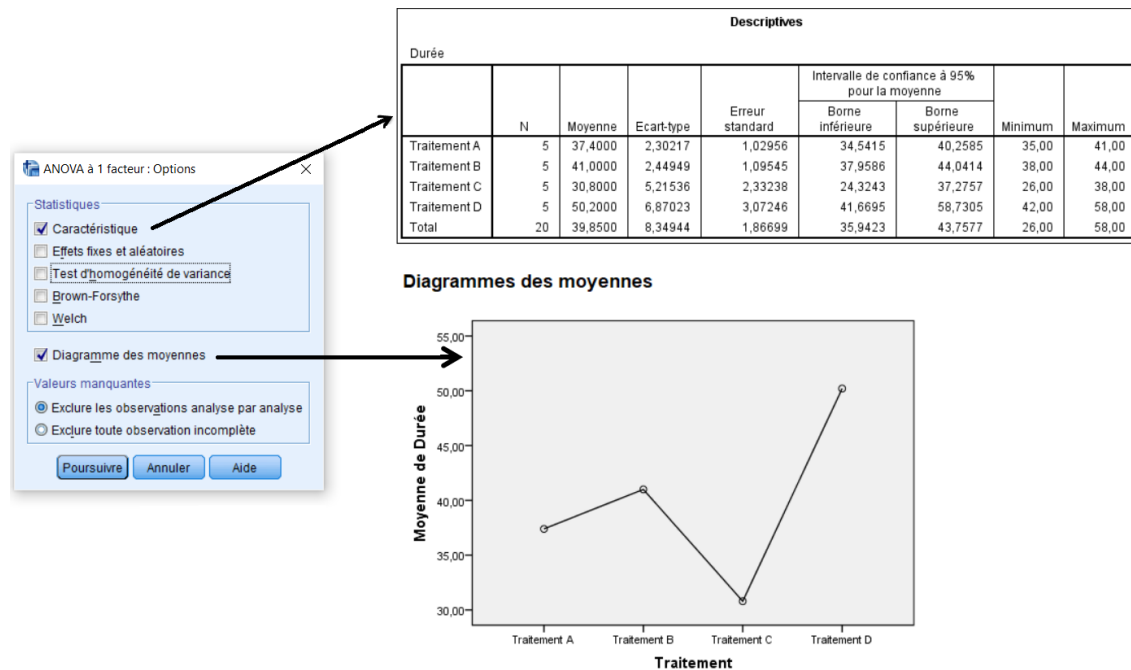 ANOVA à 1 facteur : Options
Statistiques
Caractéristique
Effets fixes et aléatoires
Test d'homogénéité de variance
Brown-Forsythe
Welch
Diagramme des moyennes
Valeurs manquantes
Exclure les observations analyse par analyse
Exclure toute observation incomplète
Poursuivre Annuler Aide
Descriptives
Durée
N Moyenne Ecart-type Erreur standard Intervalle de confiance à 95% pour la moyenne Minimum Maximum
Borne inférieure Borne supérieure
Traitement A 5 37,4000 2,30217 1,02956 34,5415 40,2585 35,00 41,00
Traitement B 5 41,0000 2,44949 1,09545 37,9586 44,0414 38,00 44,00
Traitement C 5 30,8000 5,21536 2,33238 24,3243 37,2757 26,00 38,00
Traitement D 5 50,2000 6,87023 3,07246 41,6695 58,7305 42,00 58,00
Total 20 39,8500 8,34944 1,86699 35,9423 43,7577 26,00 58,00
Diagrammes des moyennes
Moyenne de Durée
55,00
50,00
45,00
40,00
35,00
30,00
Traitement A Traitement B Traitement C Traitement D
Traitement